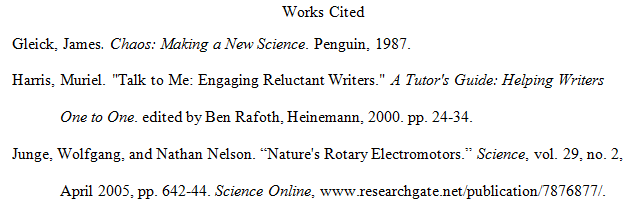 Works Cited
Gleick, James. Chaos: Making a New Science. Penguin, 1987.
Harris, Muriel. "Talk to Me: Engaging Reluctant Writers." A Tutor's Guide: Helping Writers
One to One. edited by Ben Rafoth, Heinemann, 2000. pp. 24-34.
Junge, Wolfgang, and Nathan Nelson. “Nature's Rotary Electromotors.” Science, vol. 29, no. 2,
April 2005, pp. 642-44. Science Online, www.researchgate.net/publication/7876877/.